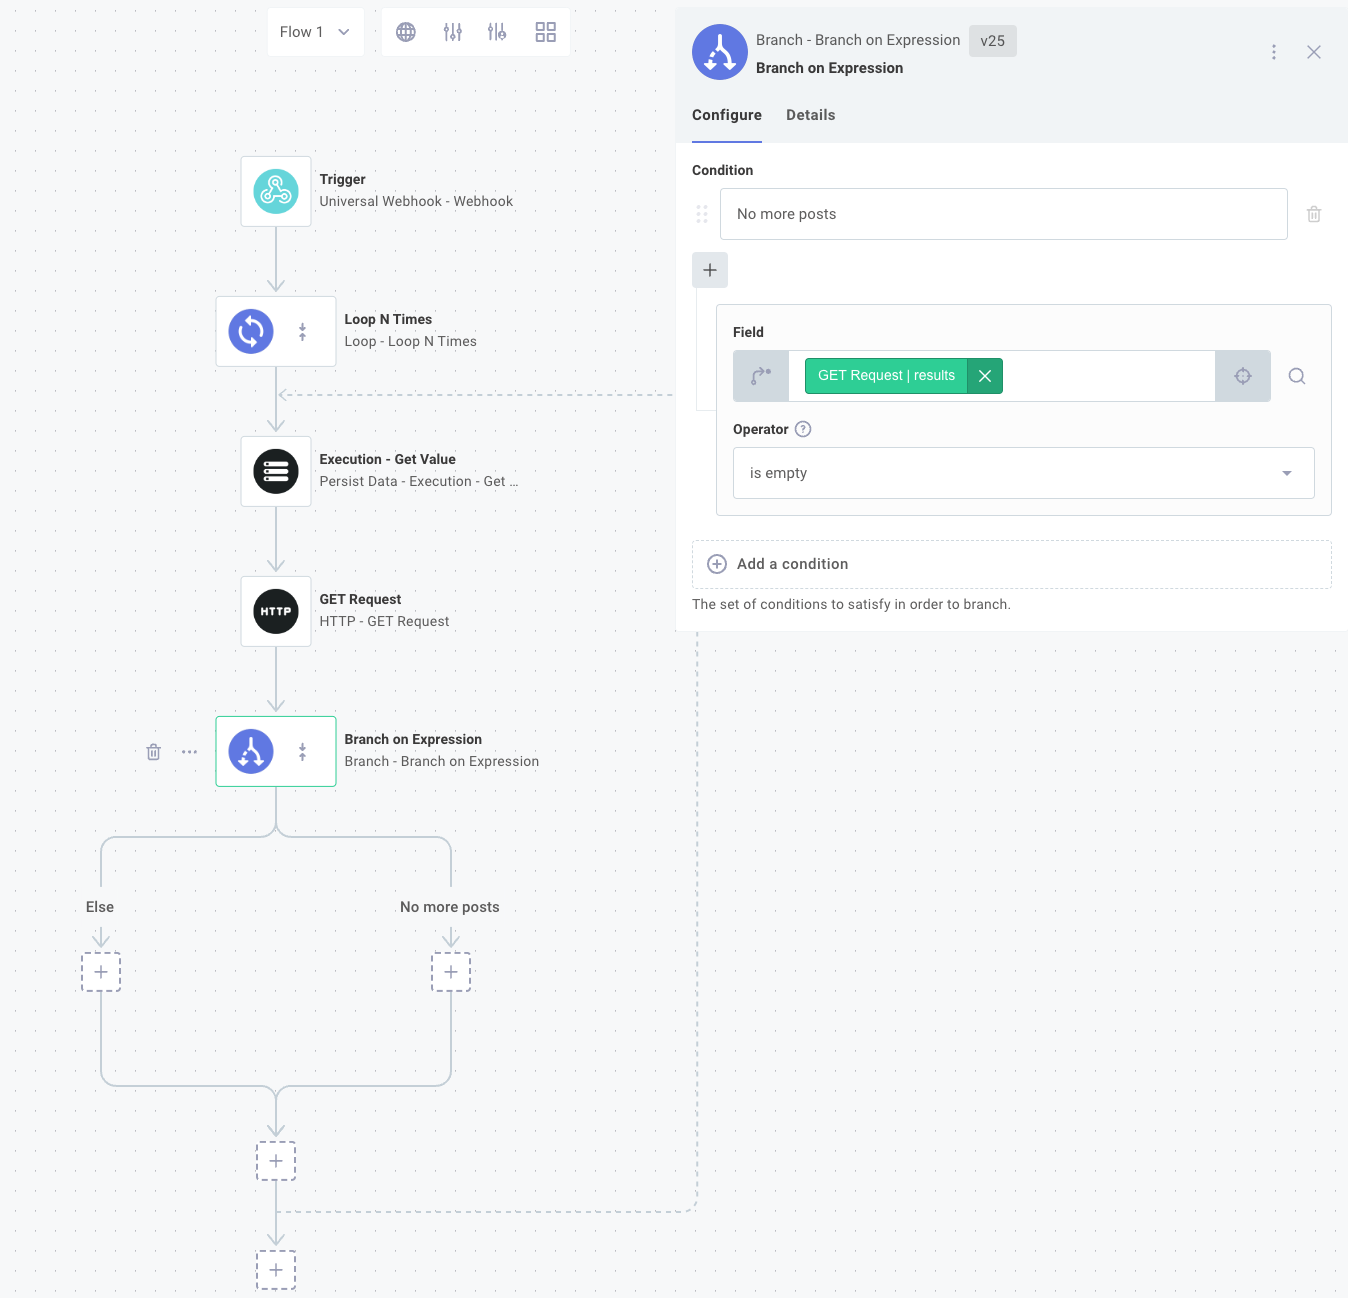 Flow 1
Trigger
Universal Webhook - Webhook
Loop N Times
Loop - Loop N Times
Execution - Get Value
Persist Data - Execution - Get ...
GET Request
HTTP - GET Request
HTTP
Branch on Expression
Branch - Branch on Expression
Else
No more posts
Branch - Branch on Expression v25
Branch on Expression
Configure Details
Condition
No more posts
Field
GET Request | results
Operator ?
is empty
Add a condition
The set of conditions to satisfy in order to branch.